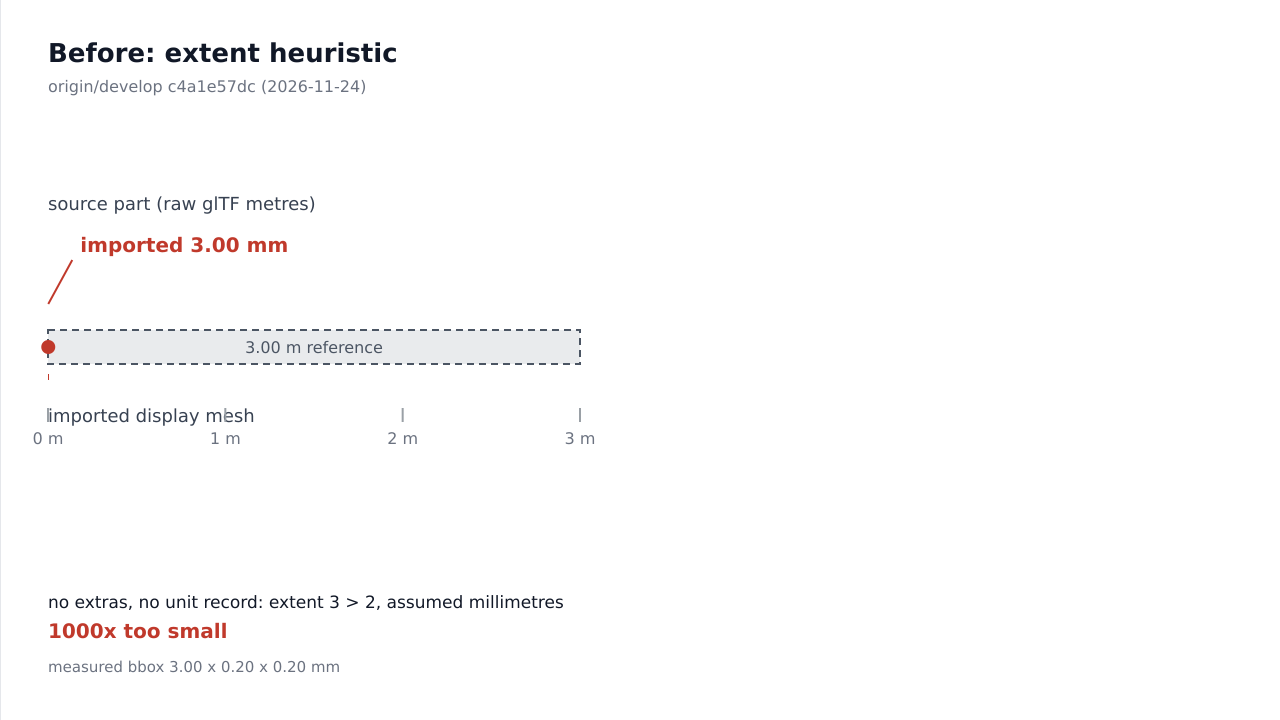 Before: extent heuristic
origin/develop c4a1e57dc (2026-11-24)
source part (raw glTF metres)
imported 3.00 mm
3.00 m reference
imported display mesh
0 m 1 m 2 m 3 m
no extras, no unit record: extent 3 > 2, assumed millimetres
1000x too small
measured bbox 3.00 x 0.20 x 0.20 mm